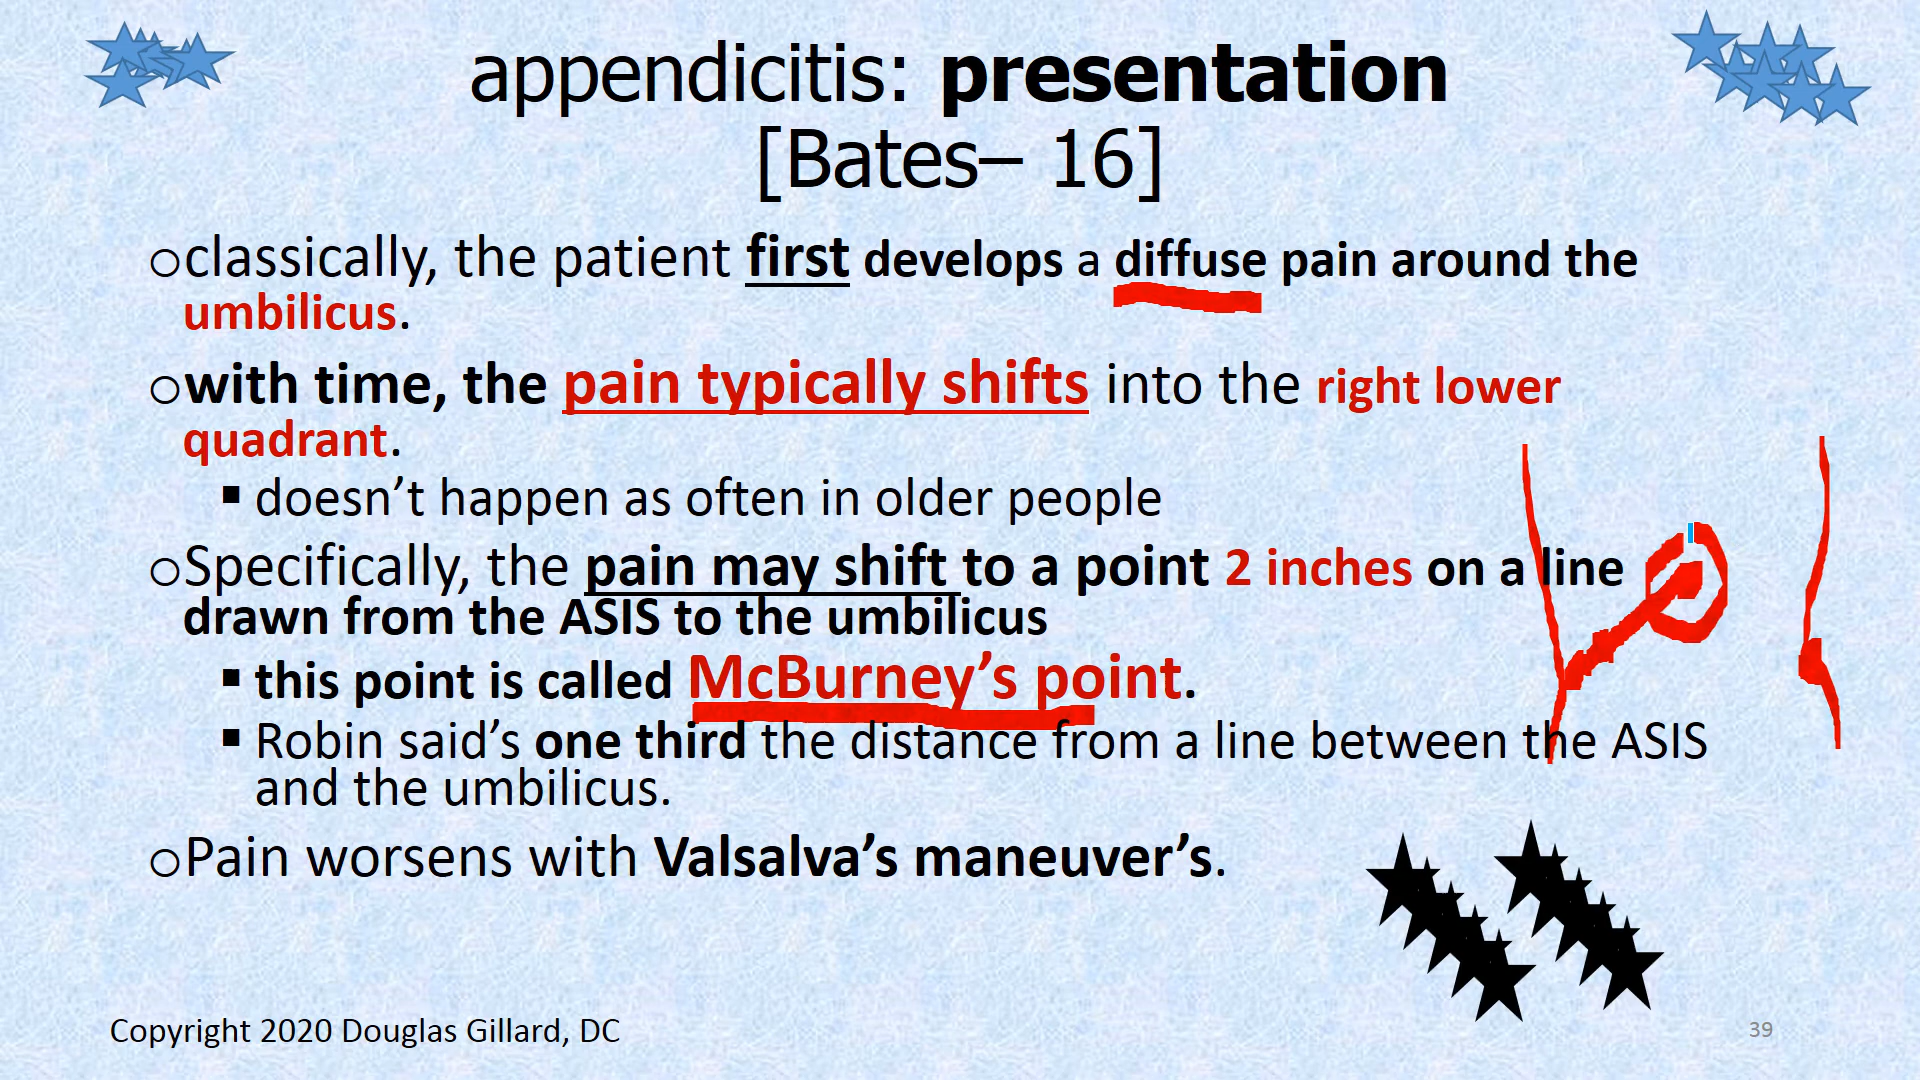 appendicitis: presentation
[Bates– 16]
oclassically, the patient first develops a diffuse pain around the
umbilicus.
owith time, the pain typically shifts into the right lower
quadrant.
▪ doesn’t happen as often in older people
oSpecifically, the pain may shift to a point 2 inches on a line
drawn from the ASIS to the umbilicus
▪ this point is called McBurney’s point.
▪ Robin said’s one third the distance from a line between the ASIS
and the umbilicus.
oPain worsens with Valsalva’s maneuver’s.
Copyright 2020 Douglas Gillard, DC
39